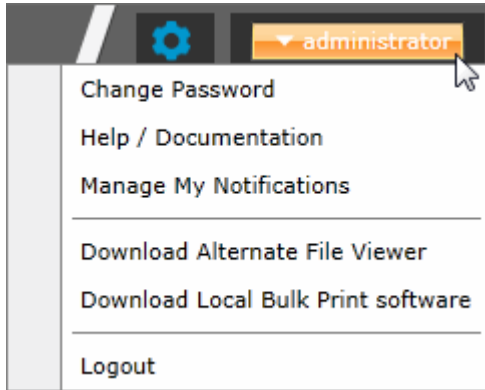 administrator
Change Password
Help / Documentation
Manage My Notifications
Download Alternate File Viewer
Download Local Bulk Print software
Logout